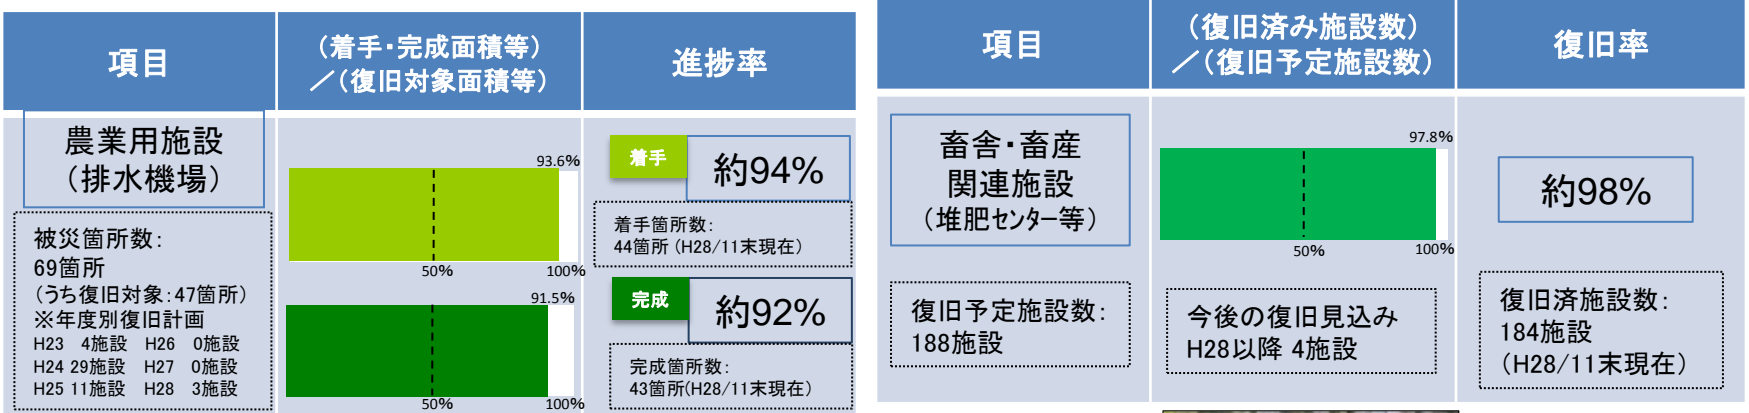 項目
（着手・完成面積等）
／（復旧対象面積等）
進捗率
農業用施設
（排水機場）
被災箇所数：
69箇所
（うち復旧対象：47箇所）
※年度別復旧計画
H23 4施設 H26 0施設
H24 29施設 H27 0施設
H25 11施設 H28 3施設
93.6%
50%
100%
91.5%
50%
100%
着手
約94%
着手箇所数：
44箇所（H28/11末現在）
完成
約92%
完成箇所数：
43箇所(H28/11末現在）
項目
（復旧済み施設数）
／（復旧予定施設数）
復旧率
畜舎・畜産
関連施設
（堆肥センター等）
復旧予定施設数：
188施設
97.8%
50%
100%
今後の復旧見込み
H28以降 4施設
約98%
復旧済施設数：
184施設
（H28/11末現在）